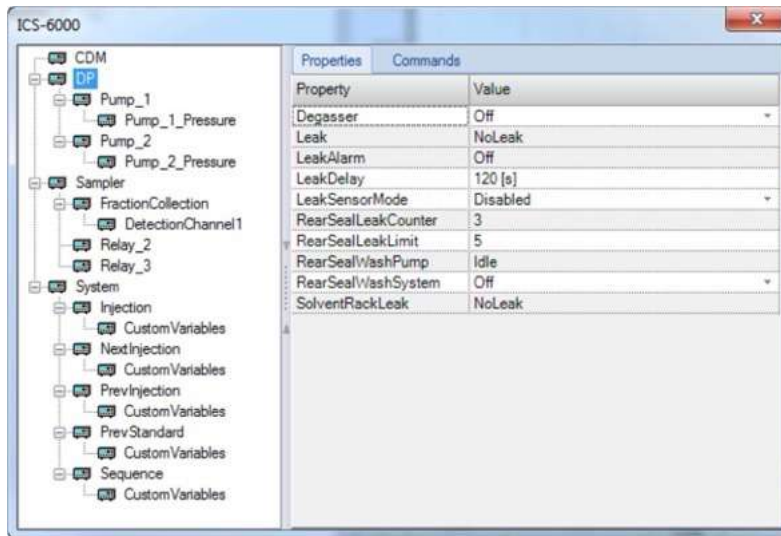 ICS-6000
CDM
DP
Pump_1
Pump_1_Pressure
Pump_2
Pump_2_Pressure
Sampler
FractionCollection
DetectionChannel1
Relay_2
Relay_3
System
Injection
CustomVariables
NextInjection
CustomVariables
PrevInjection
CustomVariables
PrevStandard
CustomVariables
Sequence
CustomVariables
Properties Commands
Property Value
Degasser Off
Leak NoLeak
LeakAlarm Off
LeakDelay 120 [s]
LeakSensorMode Disabled
RearSealLeakCounter 3
RearSealLeakLimit 5
RearSealWashPump Idle
RearSealWashSystem Off
SolventRackLeak NoLeak